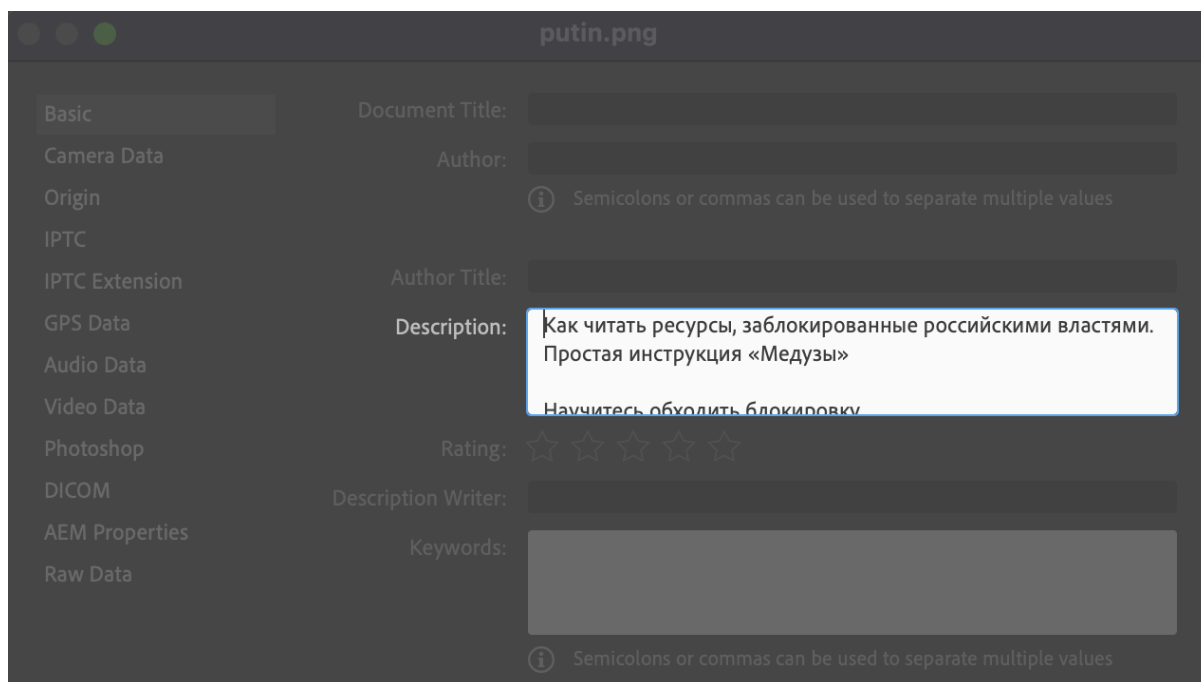 putin.png
Basic
Camera Data
Origin
IPTC
IPTC Extension
GPS Data
Audio Data
Video Data
Photoshop
DICOM
AEM Properties
Raw Data
Document Title:
Author:
Semicolons or commas can be used to separate multiple values
Author Title:
Description:
Как читать ресурсы, заблокированные российскими властями.
Простая инструкция «Медузы»
Научитесь обходить блокировку
Rating:
Description Writer:
Keywords:
Semicolons or commas can be used to separate multiple values